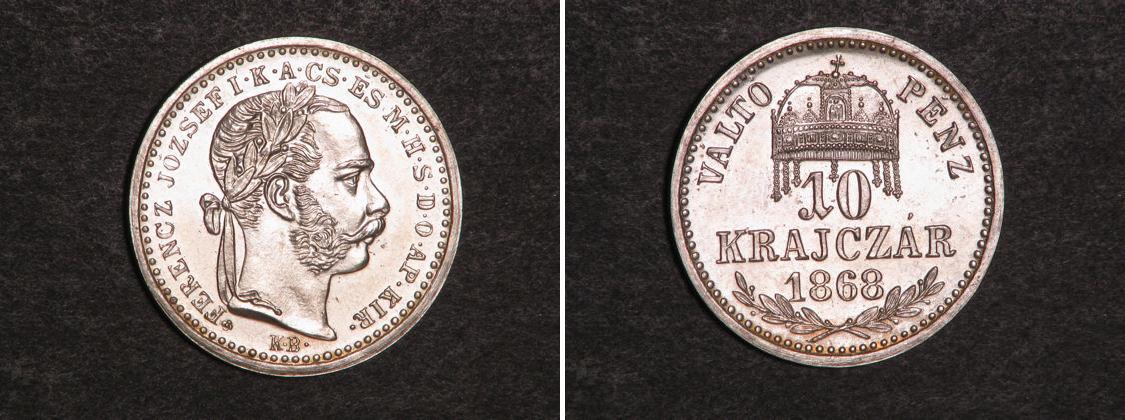 FERENCZ JÓZSEF I·K·A·CS·ÉS·M·H·S·D·O·AP·KIR·
K·B·
VÁLTÓ PÉNZ
10
KRAJCZÁR
1868